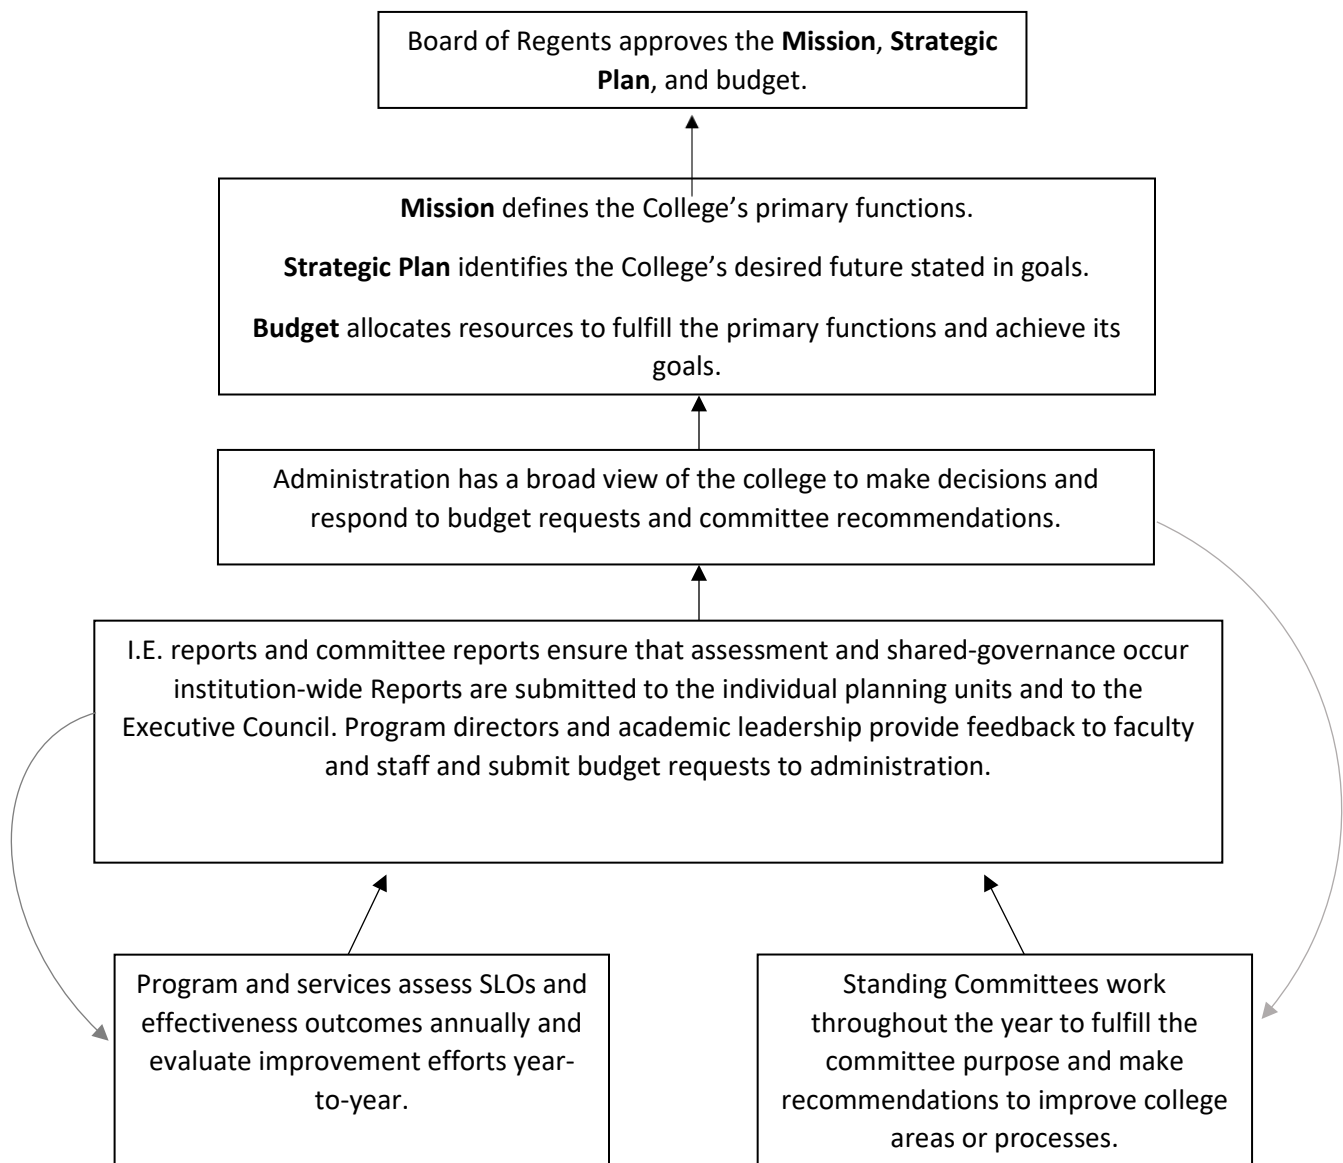 Board of Regents approves the Mission, Strategic
Plan, and budget.
Mission defines the College’s primary functions.
Strategic Plan identifies the College’s desired future stated in goals.
Budget allocates resources to fulfill the primary functions and achieve its
goals.
Administration has a broad view of the college to make decisions and
respond to budget requests and committee recommendations.
I.E. reports and committee reports ensure that assessment and shared-governance occur
institution-wide Reports are submitted to the individual planning units and to the
Executive Council. Program directors and academic leadership provide feedback to faculty
and staff and submit budget requests to administration.
Program and services assess SLOs and
effectiveness outcomes annually and
evaluate improvement efforts year-
to-year.
Standing Committees work
throughout the year to fulfill the
committee purpose and make
recommendations to improve college
areas or processes.